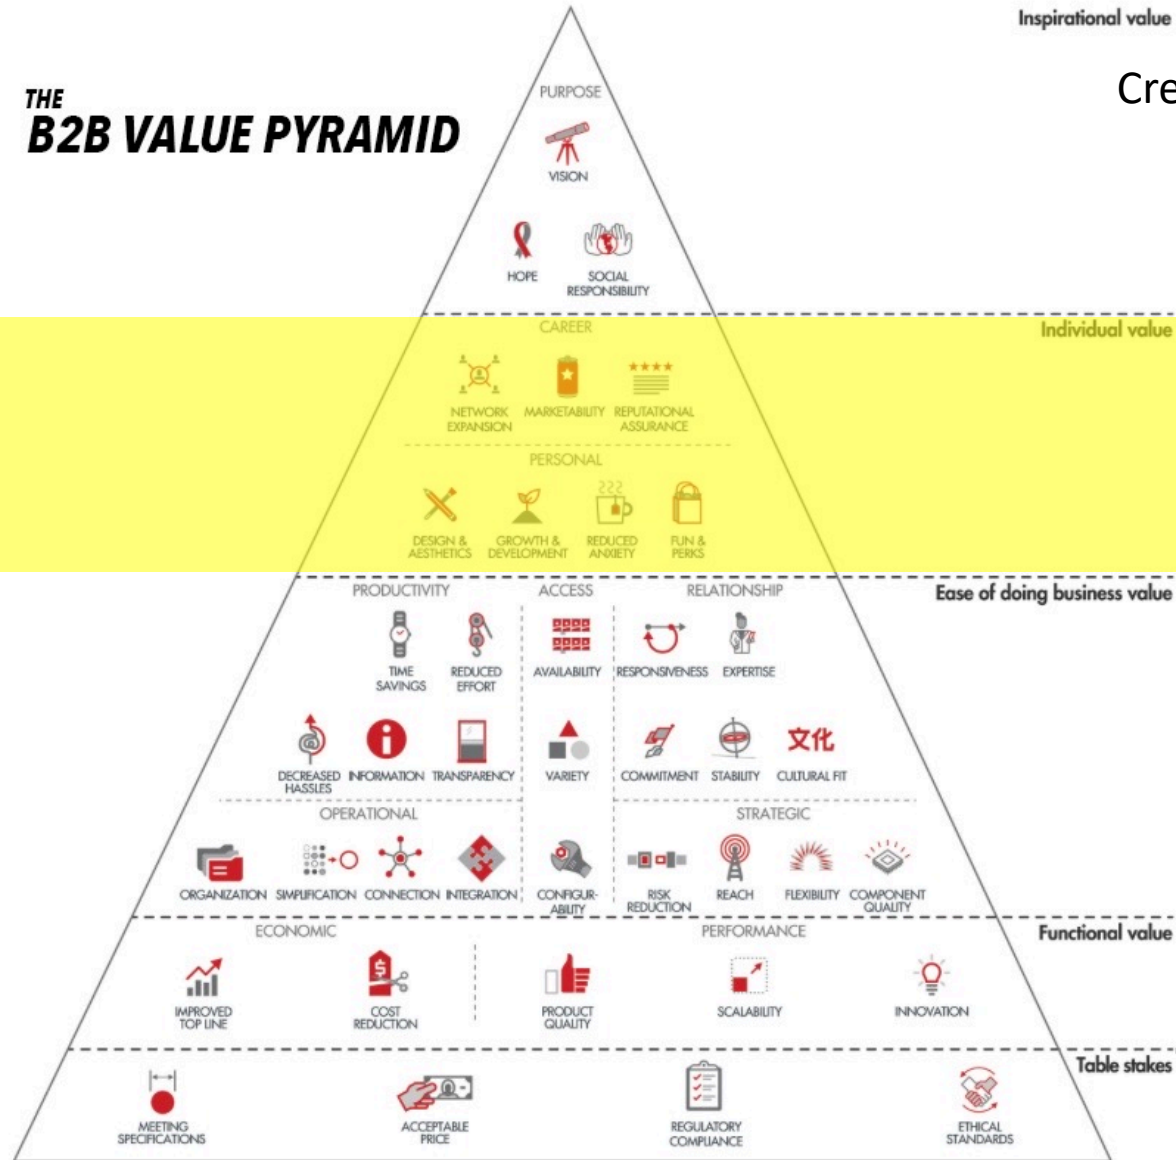 Inspirational value
Cre
THE
B2B VALUE PYRAMID
PURPOSE
VISION
HOPE
SOCIAL
RESPONSIBILITY
Individual value
CAREER
NETWORK
EXPANSION
MARKETABILITY
REPUTATIONAL
ASSURANCE
PERSONAL
DESIGN &
AESTHETICS
GROWTH &
DEVELOPMENT
REDUCED
ANXIETY
FUN &
PERKS
Ease of doing business value
PRODUCTIVITY
ACCESS
RELATIONSHIP
TIME
SAVINGS
REDUCED
EFFORT
AVAILABILITY
RESPONSIVENESS
EXPERTISE
文化
DECREASED
HASSLES
INFORMATION
TRANSPARENCY
VARIETY
COMMITMENT
STABILITY
CULTURAL FIT
OPERATIONAL
STRATEGIC
ORGANIZATION
SIMPLIFICATION
CONNECTION
INTEGRATION
CONFIGUR-
ABILITY
RISK
REDUCTION
REACH
FLEXIBILITY
COMPONENT
QUALITY
Functional value
ECONOMIC
PERFORMANCE
$
IMPROVED
TOP LINE
COST
REDUCTION
PRODUCT
QUALITY
SCALABILITY
INNOVATION
Table stakes
MEETING
SPECIFICATIONS
ACCEPTABLE
PRICE
REGULATORY
COMPLIANCE
ETHICAL
STANDARDS